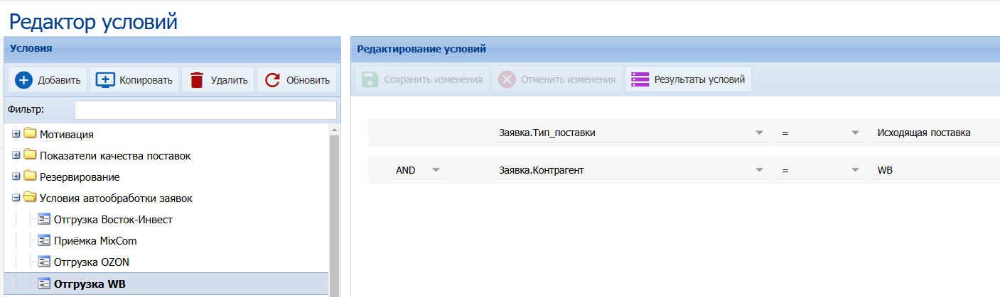 Редактор условий
Условия
Добавить Копировать Удалить Обновить
Фильтр:
Мотивация
Показатели качества поставок
Резервирование
Условия автообработки заявок
Отгрузка Восток-Инвест
Приёмка MixCom
Отгрузка OZON
Отгрузка WB
Редактирование условий
Сохранить изменения Отменить изменения Результаты условий
Заявка.Тип_поставки = Исходящая поставка
AND Заявка.Контрагент = WB